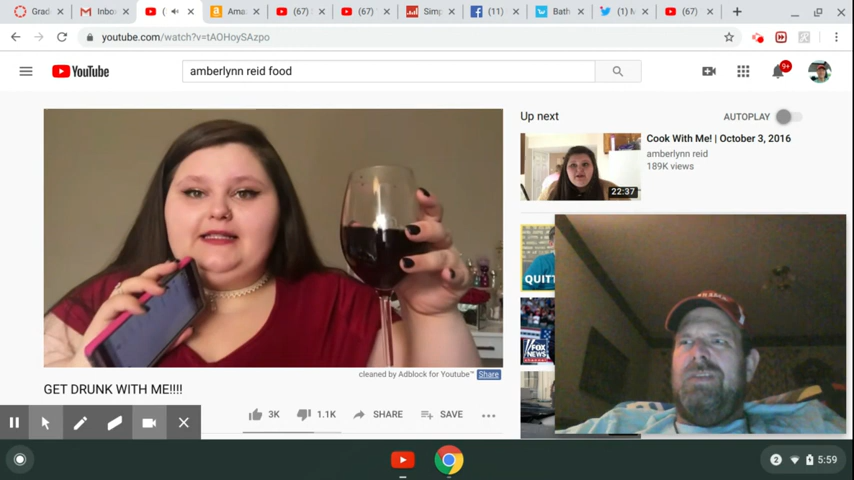 Grad
Inbo
(
Ama
(67)
(67)
Simp
(11)
Bath
(1) M
(67)
youtube.com/watch?v=tAOHoySAzpo
YouTube
amberlynn reid food
9+
Up next
AUTOPLAY
Cook With Me! | October 3, 2016
amberlynn reid
189K views
22:37
QUIT
FOX
NEWS
channel
cleaned by Adblock for Youtube™ Share
GET DRUNK WITH ME!!!!
3K
1.1K
SHARE
SAVE
2
5:59